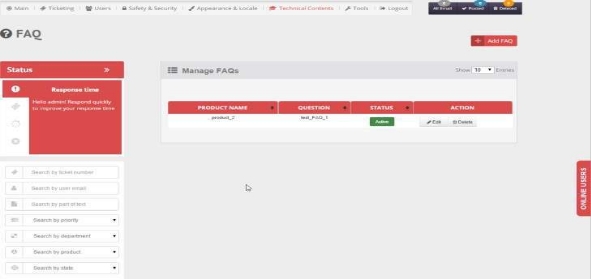 Main Ticketing Users Safety & Security Appearance & Locale Technical Contents Tools Logout
All Email Posted Deleted
FAQ
Add FAQ
Status »
Response time
Hello admin! Respond quickly
to improve your response time
Manage FAQs
Show 10 Entries
PRODUCT NAME QUESTION STATUS ACTION
product_2 test_FAQ_1 Active Edit Delete
Search by ticket number
Search by user email
Search by part of text
Search by priority
Search by department
Search by product
Search by state
ONLINE USERS